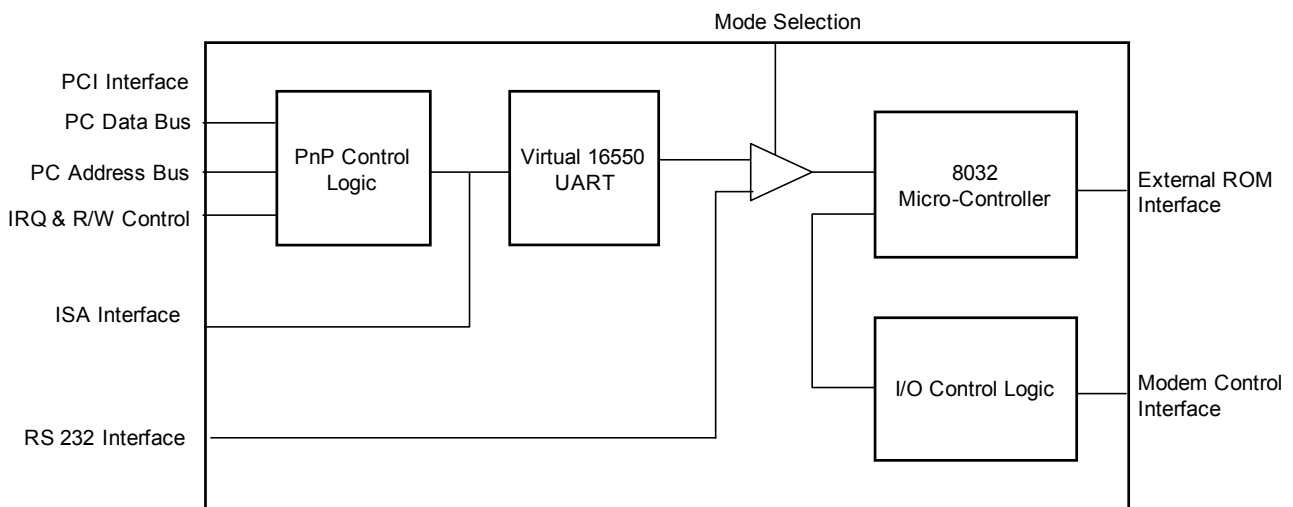 Mode Selection
PCI Interface
PC Data Bus
PC Address Bus
IRQ & R/W Control
ISA Interface
RS 232 Interface
PnP Control
Logic
Virtual 16550
UART
8032
Micro-Controller
I/O Control Logic
External ROM
Interface
Modem Control
Interface